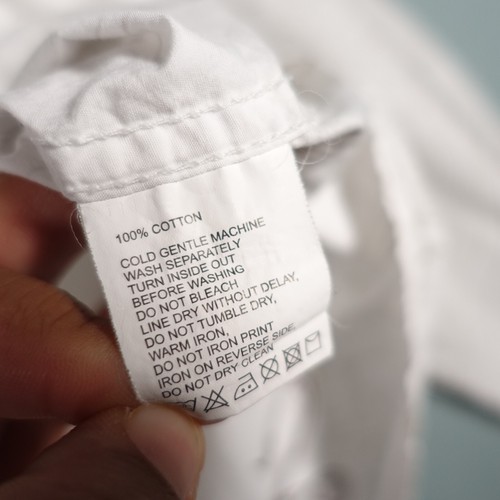 100% COTTON
COLD GENTLE MACHINE
WASH SEPARATELY
TURN INSIDE OUT
BEFORE WASHING
DO NOT BLEACH
LINE DRY WITHOUT DELAY,
DO NOT TUMBLE DRY,
WARM IRON,
DO NOT IRON PRINT
IRON ON REVERSE SIDE,
DO NOT DRY CLEAN